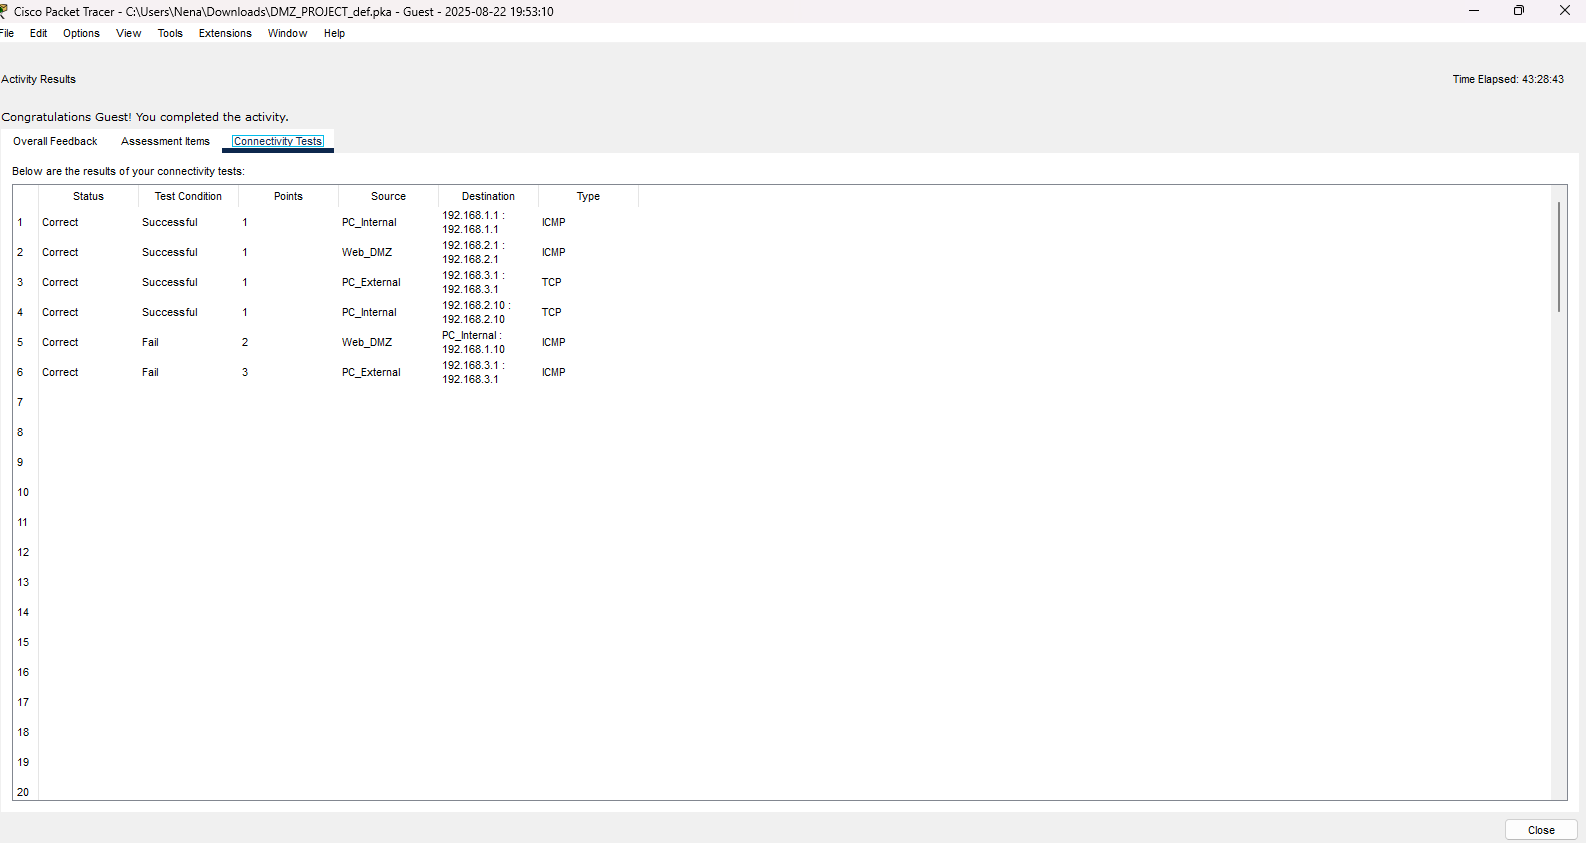 Cisco Packet Tracer - C:\Users\Nena\Downloads\DMZ_PROJECT_def.pka - Guest - 2025-08-22 19:53:10
File Edit Options View Tools Extensions Window Help
Activity Results Time Elapsed: 43:28:43
Congratulations Guest! You completed the activity.
Overall Feedback Assessment Items Connectivity Tests
Below are the results of your connectivity tests:
Status Test Condition Points Source Destination Type
1 Correct Successful 1 PC_Internal 192.168.1.1 : 192.168.1.1 ICMP
2 Correct Successful 1 Web_DMZ 192.168.2.1 : 192.168.2.1 ICMP
3 Correct Successful 1 PC_External 192.168.3.1 : 192.168.3.1 TCP
4 Correct Successful 1 PC_Internal 192.168.2.10 : 192.168.2.10 TCP
5 Correct Fail 2 Web_DMZ PC_Internal : 192.168.1.10 ICMP
6 Correct Fail 3 PC_External 192.168.3.1 : 192.168.3.1 ICMP
7
8
9
10
11
12
13
14
15
16
17
18
19
20
Close